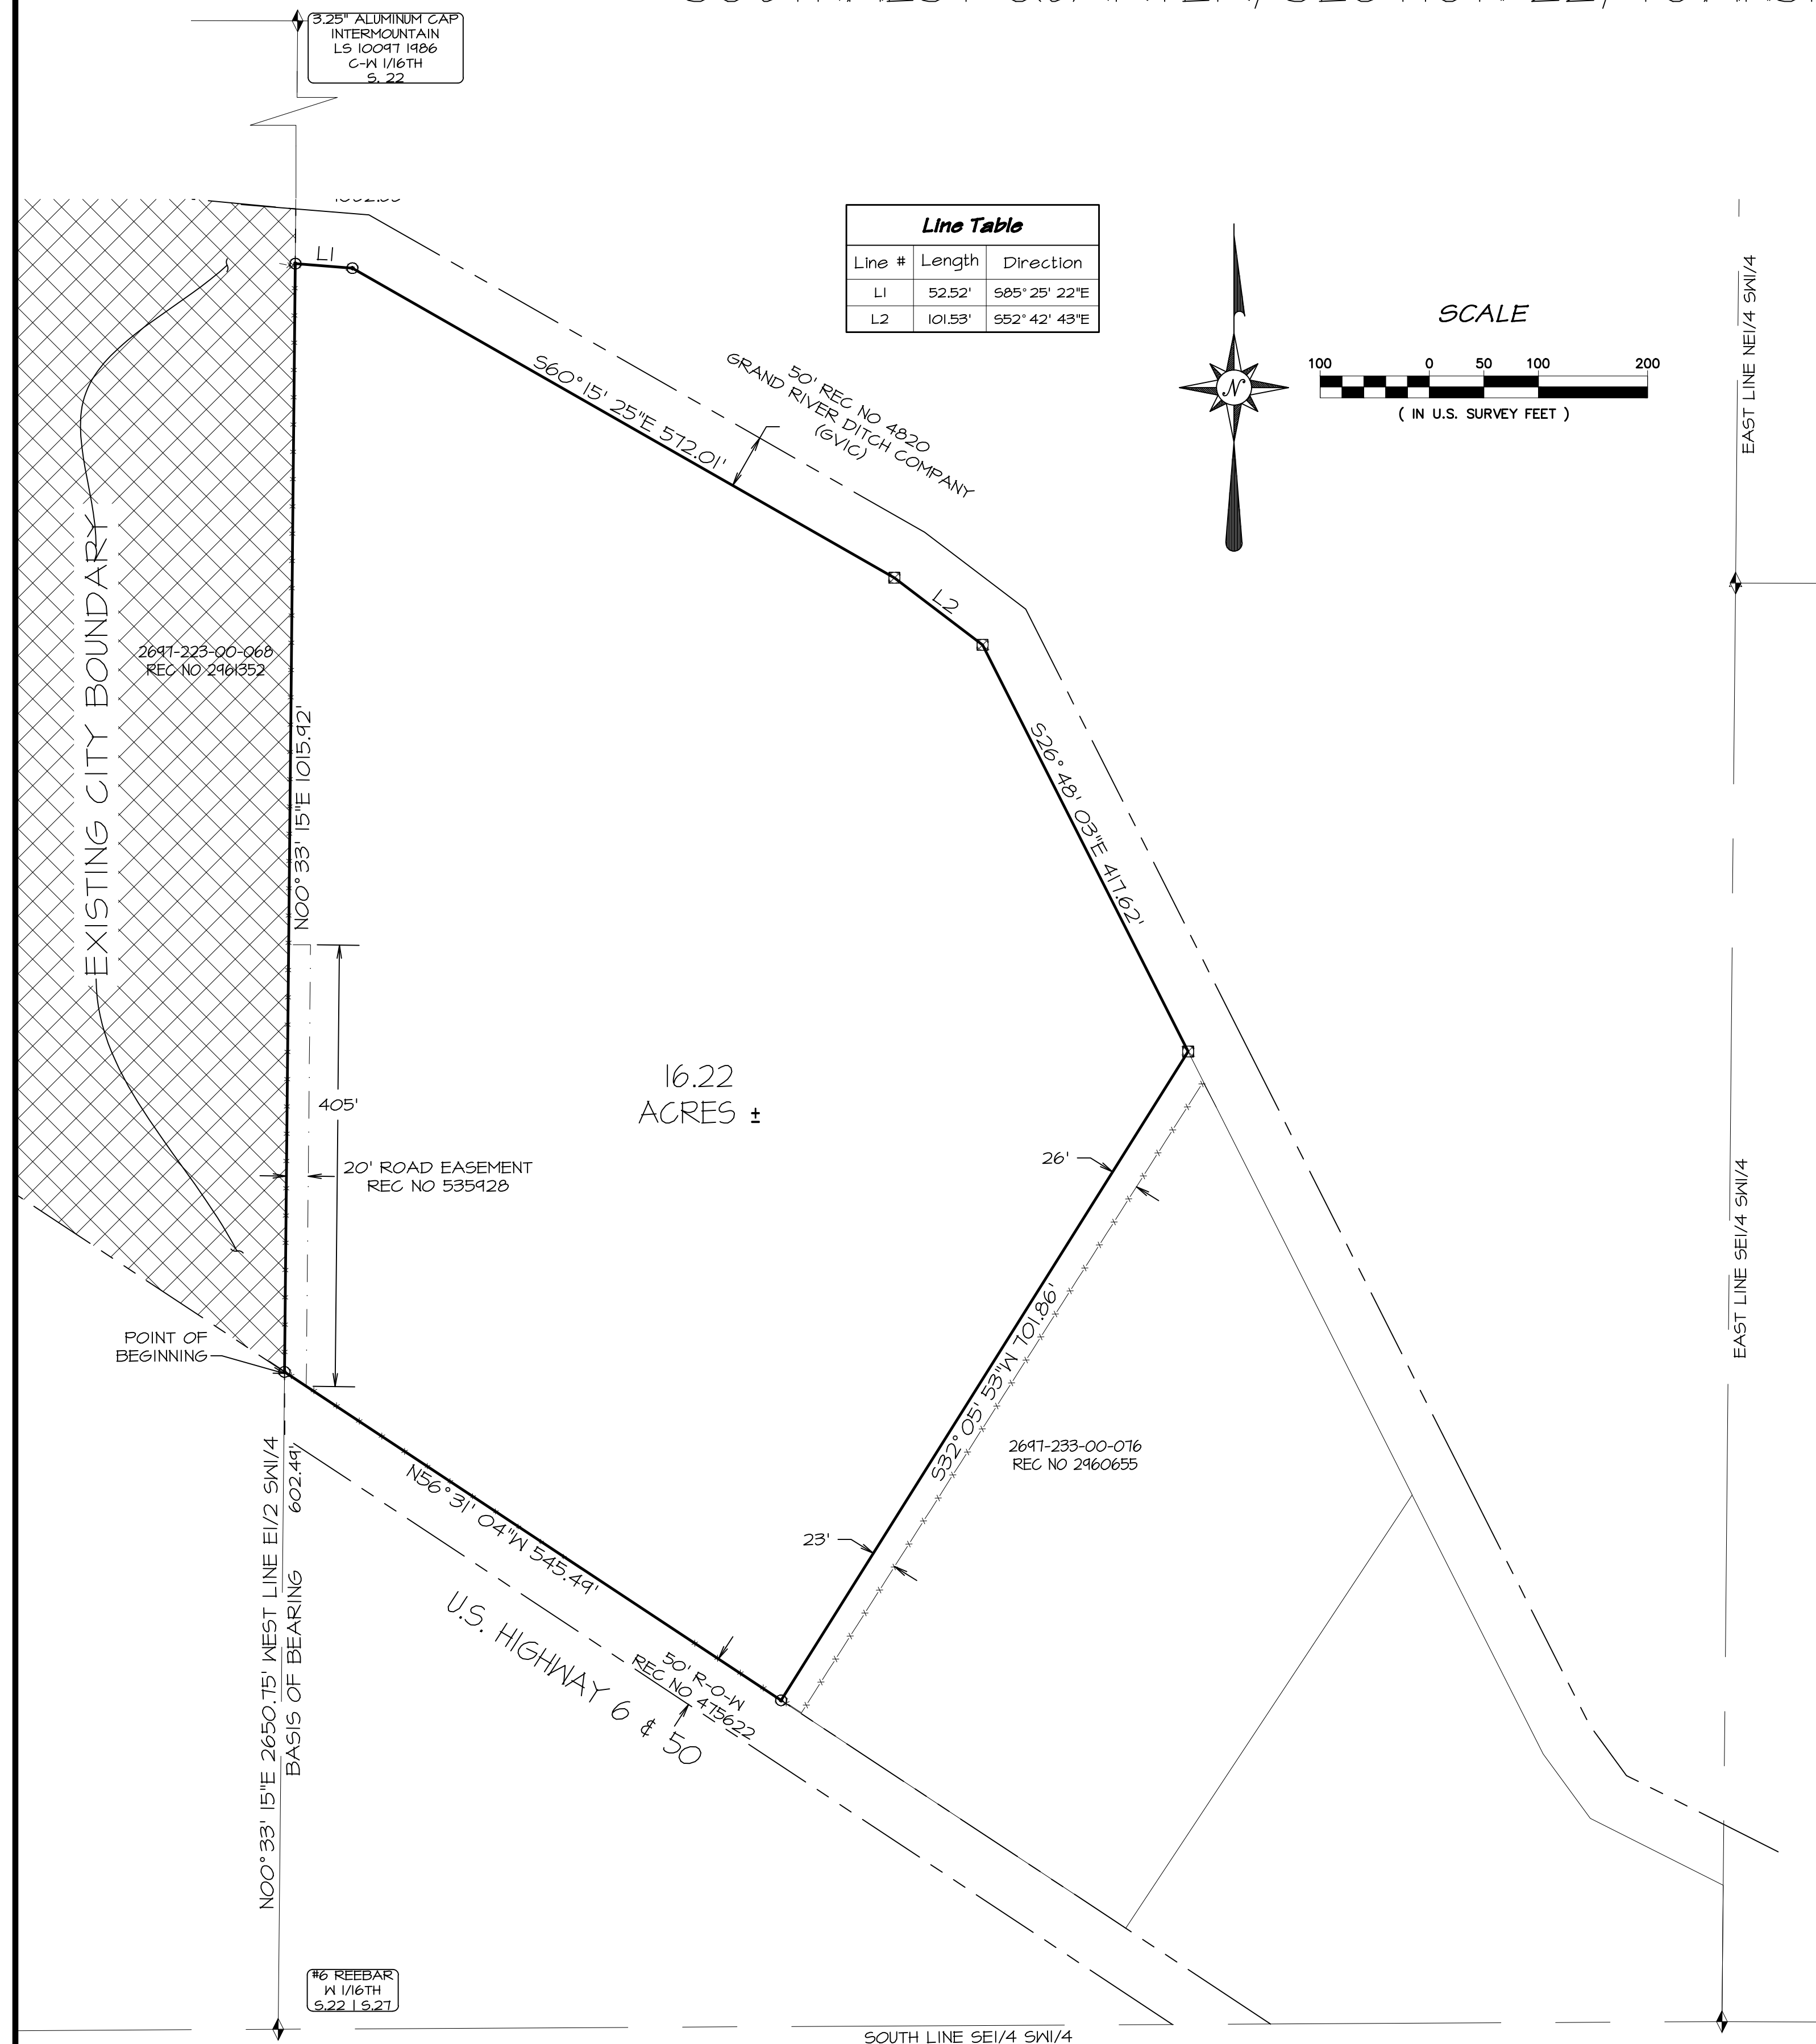 3.25" ALUMINUM CAP
INTERMOUNTAIN
LS 10097 1986
C-W 1/16TH
S. 22
Line Table
Line # Length Direction
L1 52.52' S85° 25' 22"E
L2 101.53' S52° 42' 43"E
N
SCALE
100 0 50 100 200
( IN U.S. SURVEY FEET )
EAST LINE NE1/4 SW1/4
L1
S60° 15' 25"E 572.01'
50' REC NO 4820
GRAND RIVER DITCH COMPANY
(GVIC)
L2
EXISTING CITY BOUNDARY
2697-223-00-068
REC NO 2961352
N00° 33' 15"E 1015.92'
S26° 48' 03"E 417.62'
16.22
ACRES ±
405'
20' ROAD EASEMENT
REC NO 535928
26'
EAST LINE SE1/4 SW1/4
POINT OF
BEGINNING
S32° 05' 53"W 701.86'
2697-233-00-076
REC NO 2960655
23'
N56° 31' 04"W 545.49'
U.S. HIGHWAY 6 & 50
50' R-O-W
REC NO 475622
N00° 33' 15"E 2650.75' WEST LINE E1/2 SW1/4
BASIS OF BEARING 602.49'
#6 REEBAR
W 1/16TH
S.22 | S.27
SOUTH LINE SE1/4 SW1/4